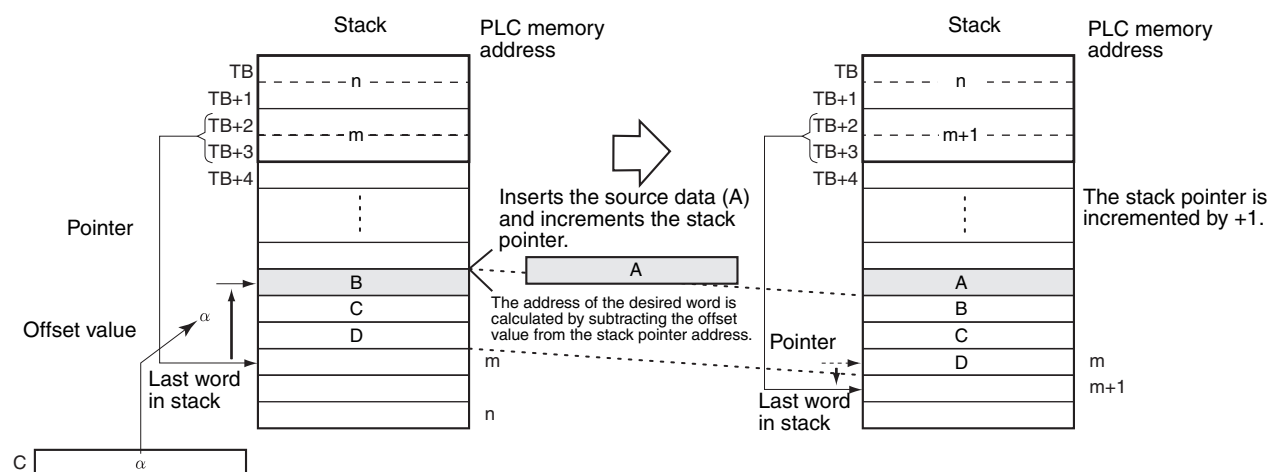 Stack
PLC memory
address
TB
n
TB+1
TB+2
m
TB+3
TB+4
Pointer
B
C
D
Offset value
α
Last word
in stack
m
n
C
α
Inserts the source data (A)
and increments the stack
pointer.
A
The address of the desired word is
calculated by subtracting the offset
value from the stack pointer address.
Stack
PLC memory
address
TB
n
TB+1
TB+2
m+1
TB+3
TB+4
The stack pointer is
incremented by +1.
A
B
C
D
Pointer
m
m+1
Last word
in stack